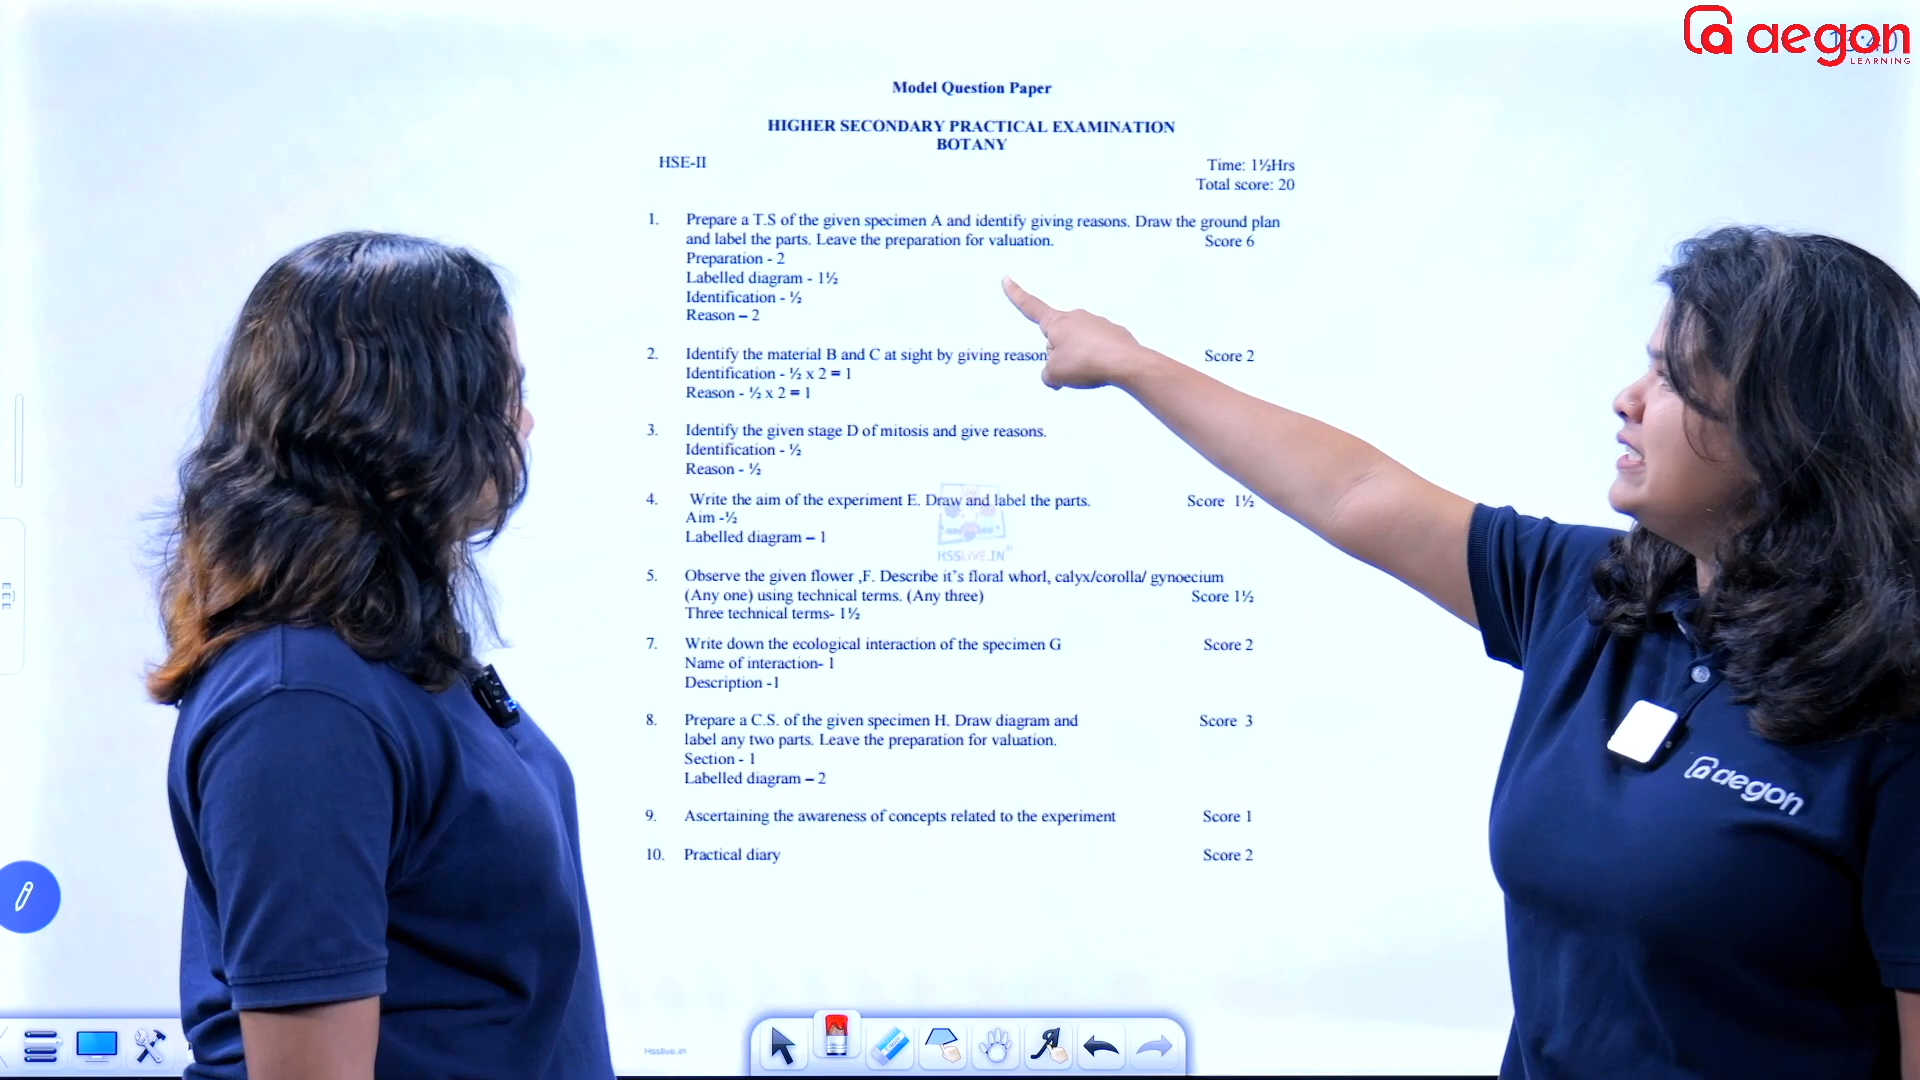 aegon
LEARNING
Model Question Paper
HIGHER SECONDARY PRACTICAL EXAMINATION
BOTANY
HSE-II
Time: 1½Hrs
Total score: 20
1. Prepare a T.S of the given specimen A and identify giving reasons. Draw the ground plan
and label the parts. Leave the preparation for valuation. Score 6
Preparation - 2
Labelled diagram - 1½
Identification - ½
Reason – 2
2. Identify the material B and C at sight by giving reason Score 2
Identification - ½ x 2 = 1
Reason - ½ x 2 = 1
3. Identify the given stage D of mitosis and give reasons.
Identification - ½
Reason - ½
4. Write the aim of the experiment E. Draw and label the parts. Score 1½
Aim -½
Labelled diagram – 1
HSSLIVE.IN
5. Observe the given flower ,F. Describe it's floral whorl, calyx/corolla/ gynoecium
(Any one) using technical terms. (Any three) Score 1½
Three technical terms- 1½
7. Write down the ecological interaction of the specimen G Score 2
Name of interaction- 1
Description -1
8. Prepare a C.S. of the given specimen H. Draw diagram and Score 3
label any two parts. Leave the preparation for valuation.
Section - 1
Labelled diagram – 2
9. Ascertaining the awareness of concepts related to the experiment Score 1
10. Practical diary Score 2
Hsslive.in
aegon